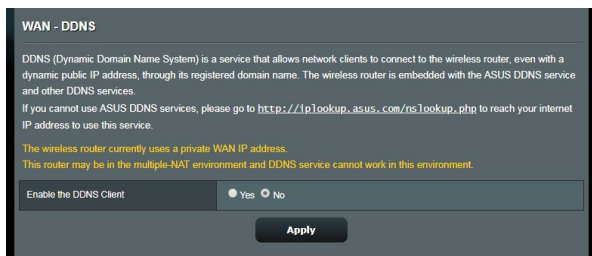 WAN - DDNS
DDNS (Dynamic Domain Name System) is a service that allows network clients to connect to the wireless router, even with a
dynamic public IP address, through its registered domain name. The wireless router is embedded with the ASUS DDNS service
and other DDNS services.
If you cannot use ASUS DDNS services, please go to http://iplookup.asus.com/nslookup.php to reach your internet
IP address to use this service.
The wireless router currently uses a private WAN IP address.
This router may be in the multiple-NAT environment and DDNS service cannot work in this environment.
Enable the DDNS Client Yes No
Apply